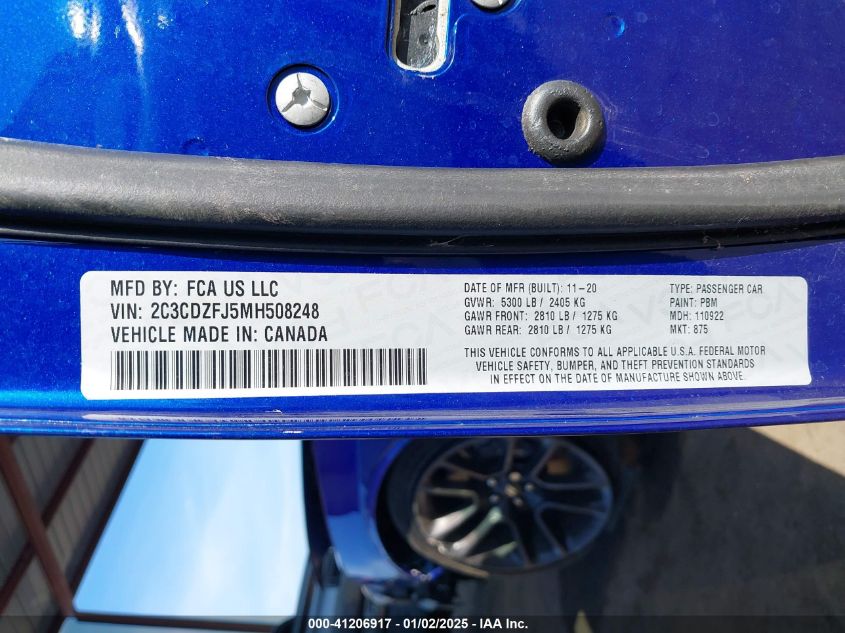 MFD BY: FCA US LLC
VIN: 2C3CDZFJ5MH508248
VEHICLE MADE IN: CANADA
DATE OF MFR (BUILT): 11-20
GVWR: 5300 LB / 2405 KG
GAWR FRONT: 2810 LB / 1275 KG
GAWR REAR: 2810 LB / 1275 KG
TYPE: PASSENGER CAR
PAINT: PBM
MDH: 110922
MKT: 875
THIS VEHICLE CONFORMS TO ALL APPLICABLE U.S.A. FEDERAL MOTOR
VEHICLE SAFETY, BUMPER, AND THEFT PREVENTION STANDARDS
IN EFFECT ON THE DATE OF MANUFACTURE SHOWN ABOVE.
000-41206917 - 01/02/2025 - IAA Inc.